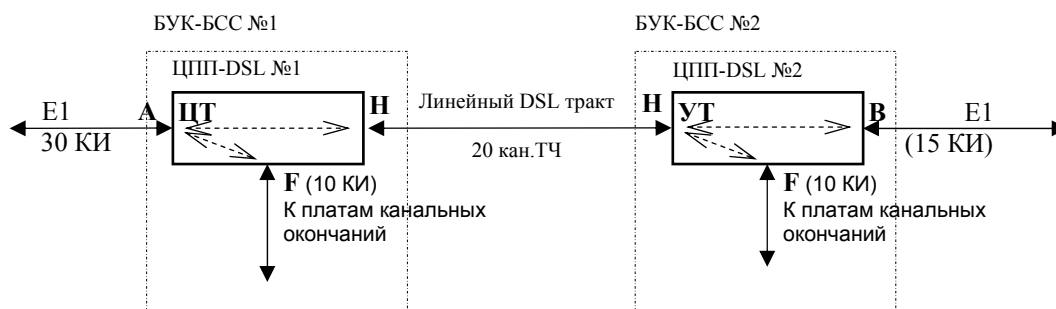 БУК-БСС №1
БУК-БСС №2
ЦПП-DSL №1
ЦПП-DSL №2
E1
30 КИ
А
ЦТ
Н
Линейный DSL тракт
20 кан.ТЧ
Н
УТ
В
E1
(15 КИ)
F (10 КИ)
К платам канальных
окончаний
F (10 КИ)
К платам канальных
окончаний